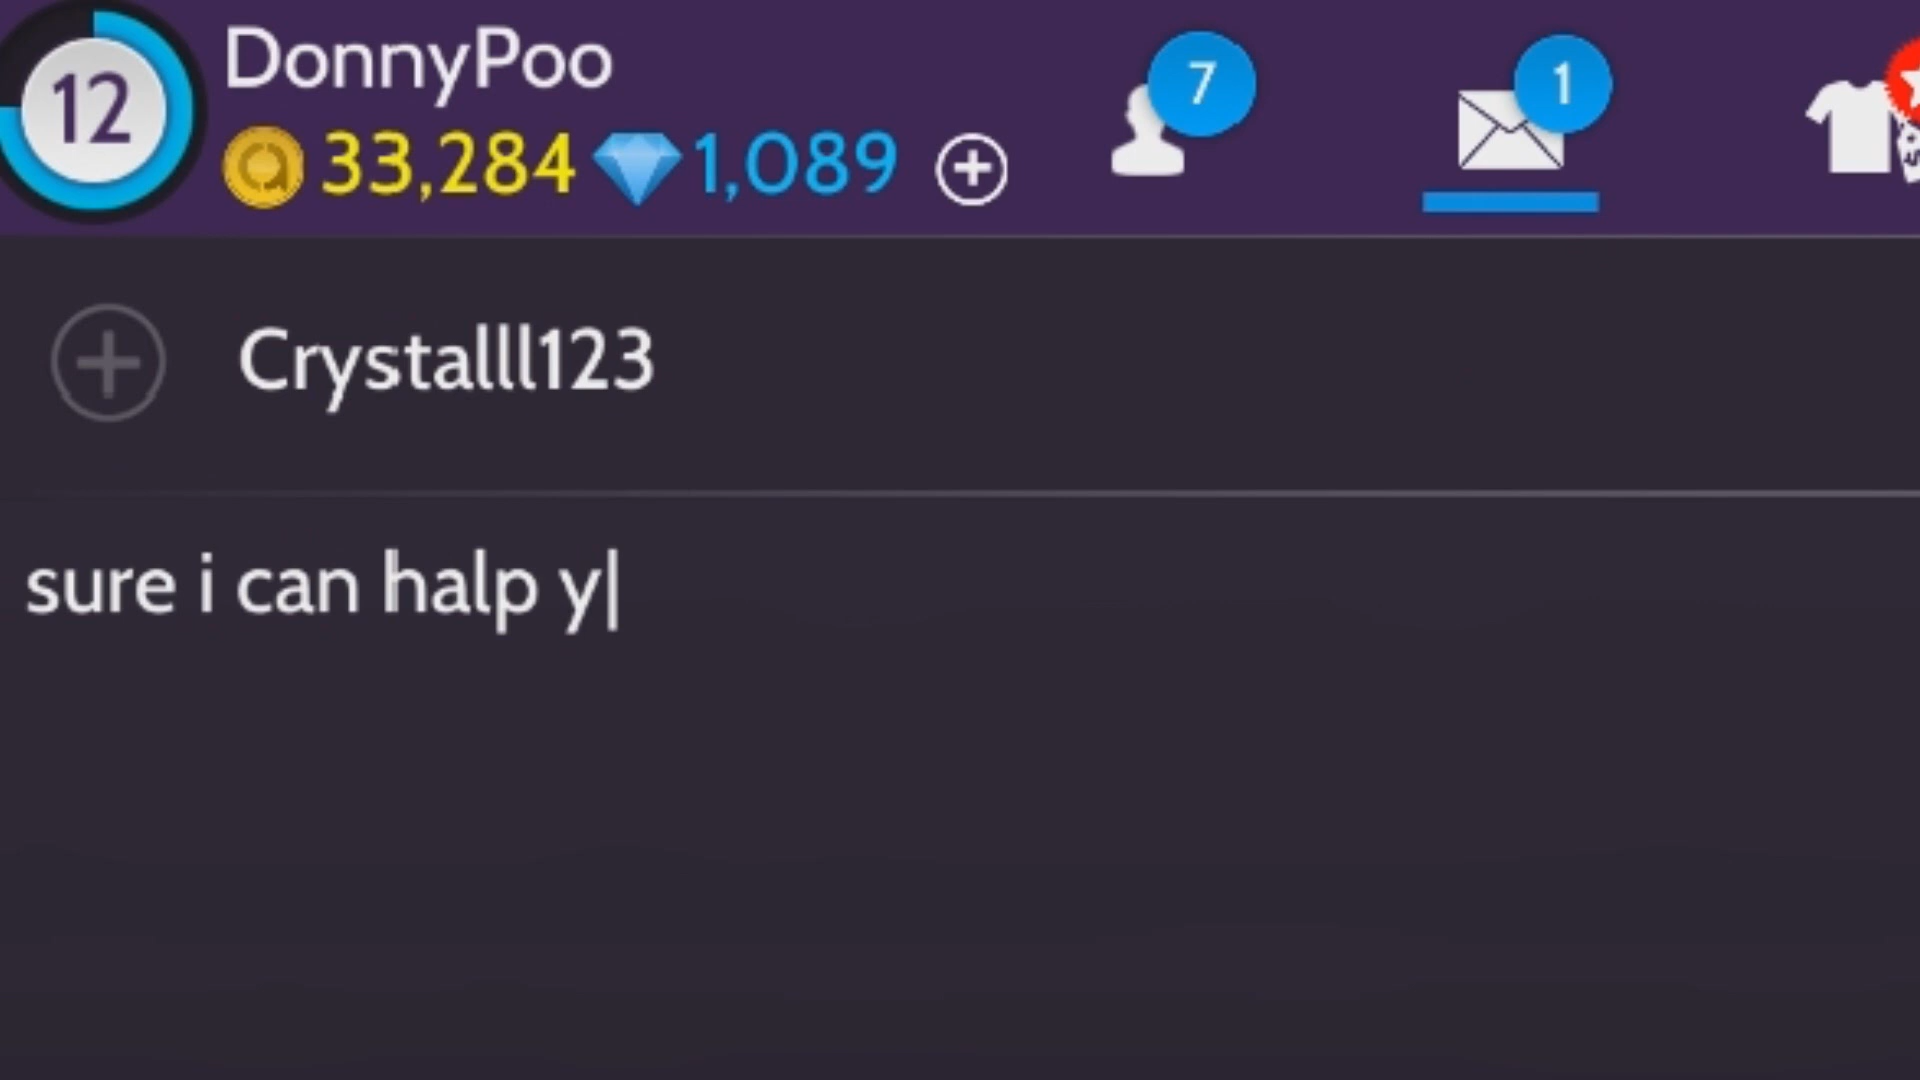 12
DonnyPoo
33,284 1,089
7
1
Crystalll123
sure i can halp y